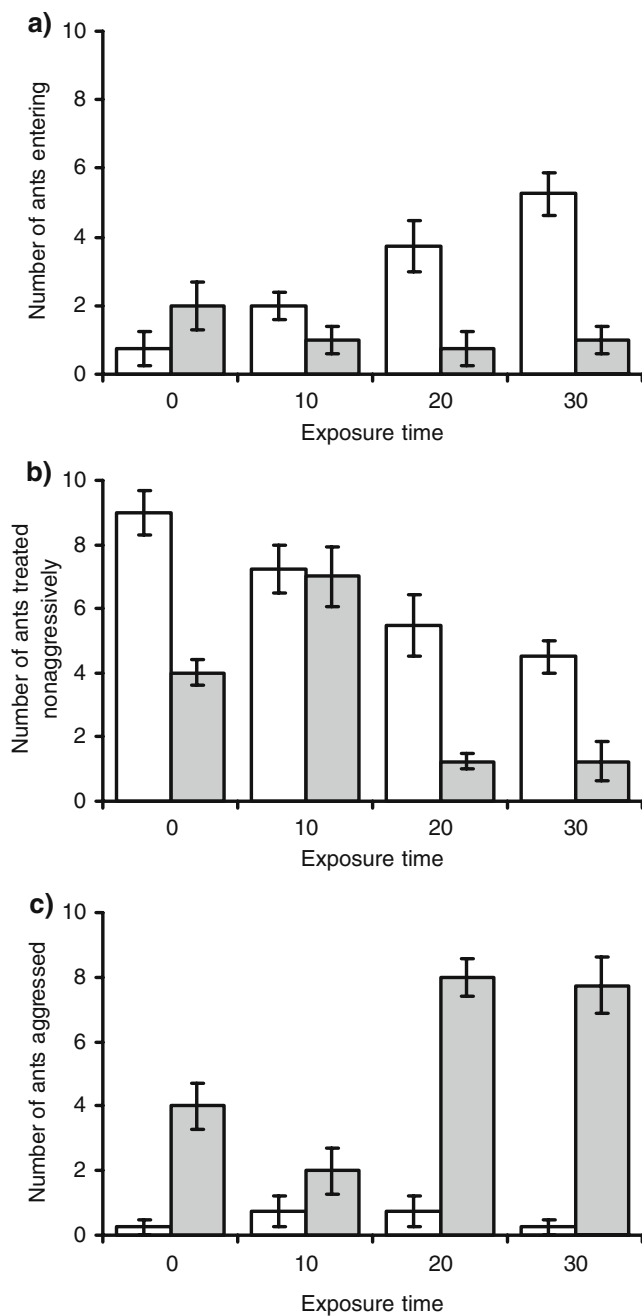 a)
10
8
6
4
2
0
Number of ants entering
0 10 20 30
Exposure time
b)
10
8
6
4
2
0
Number of ants treated
nonaggressively
0 10 20 30
Exposure time
c)
10
8
6
4
2
0
Number of ants aggressed
0 10 20 30
Exposure time